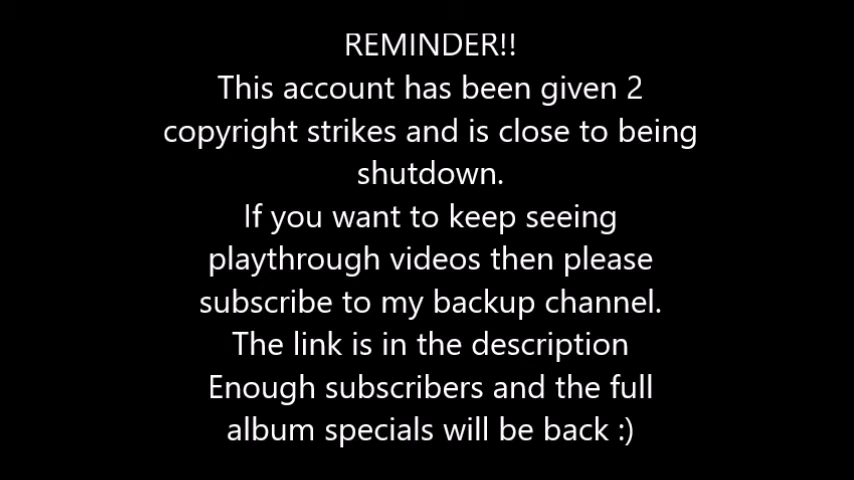 REMINDER!!
This account has been given 2
copyright strikes and is close to being
shutdown.
If you want to keep seeing
playthrough videos then please
subscribe to my backup channel.
The link is in the description
Enough subscribers and the full
album specials will be back :)